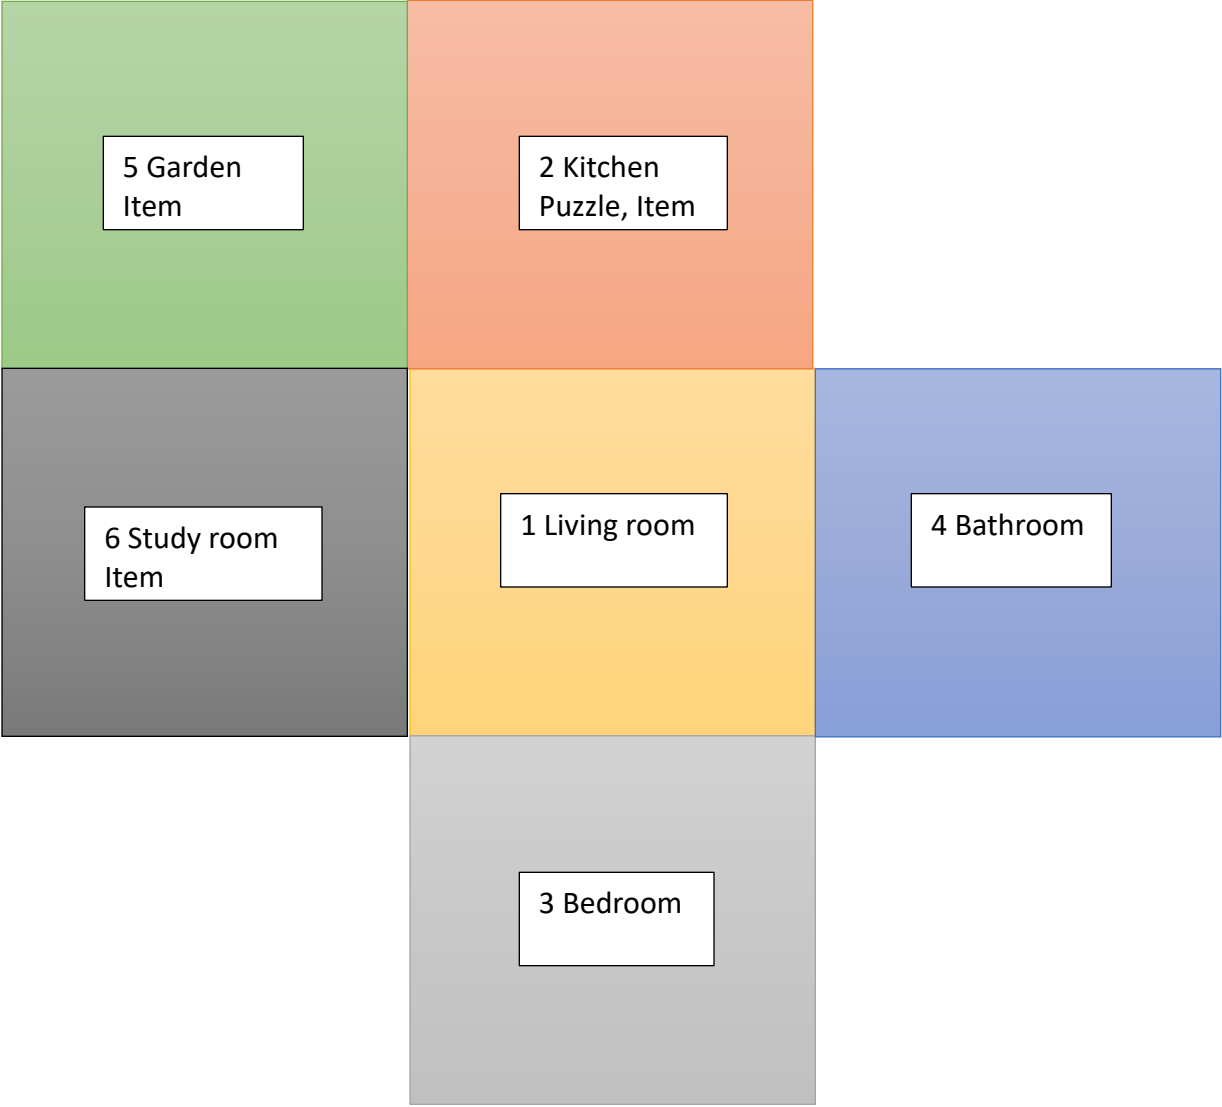 5 Garden
Item
2 Kitchen
Puzzle, Item
6 Study room
Item
1 Living room
4 Bathroom
3 Bedroom